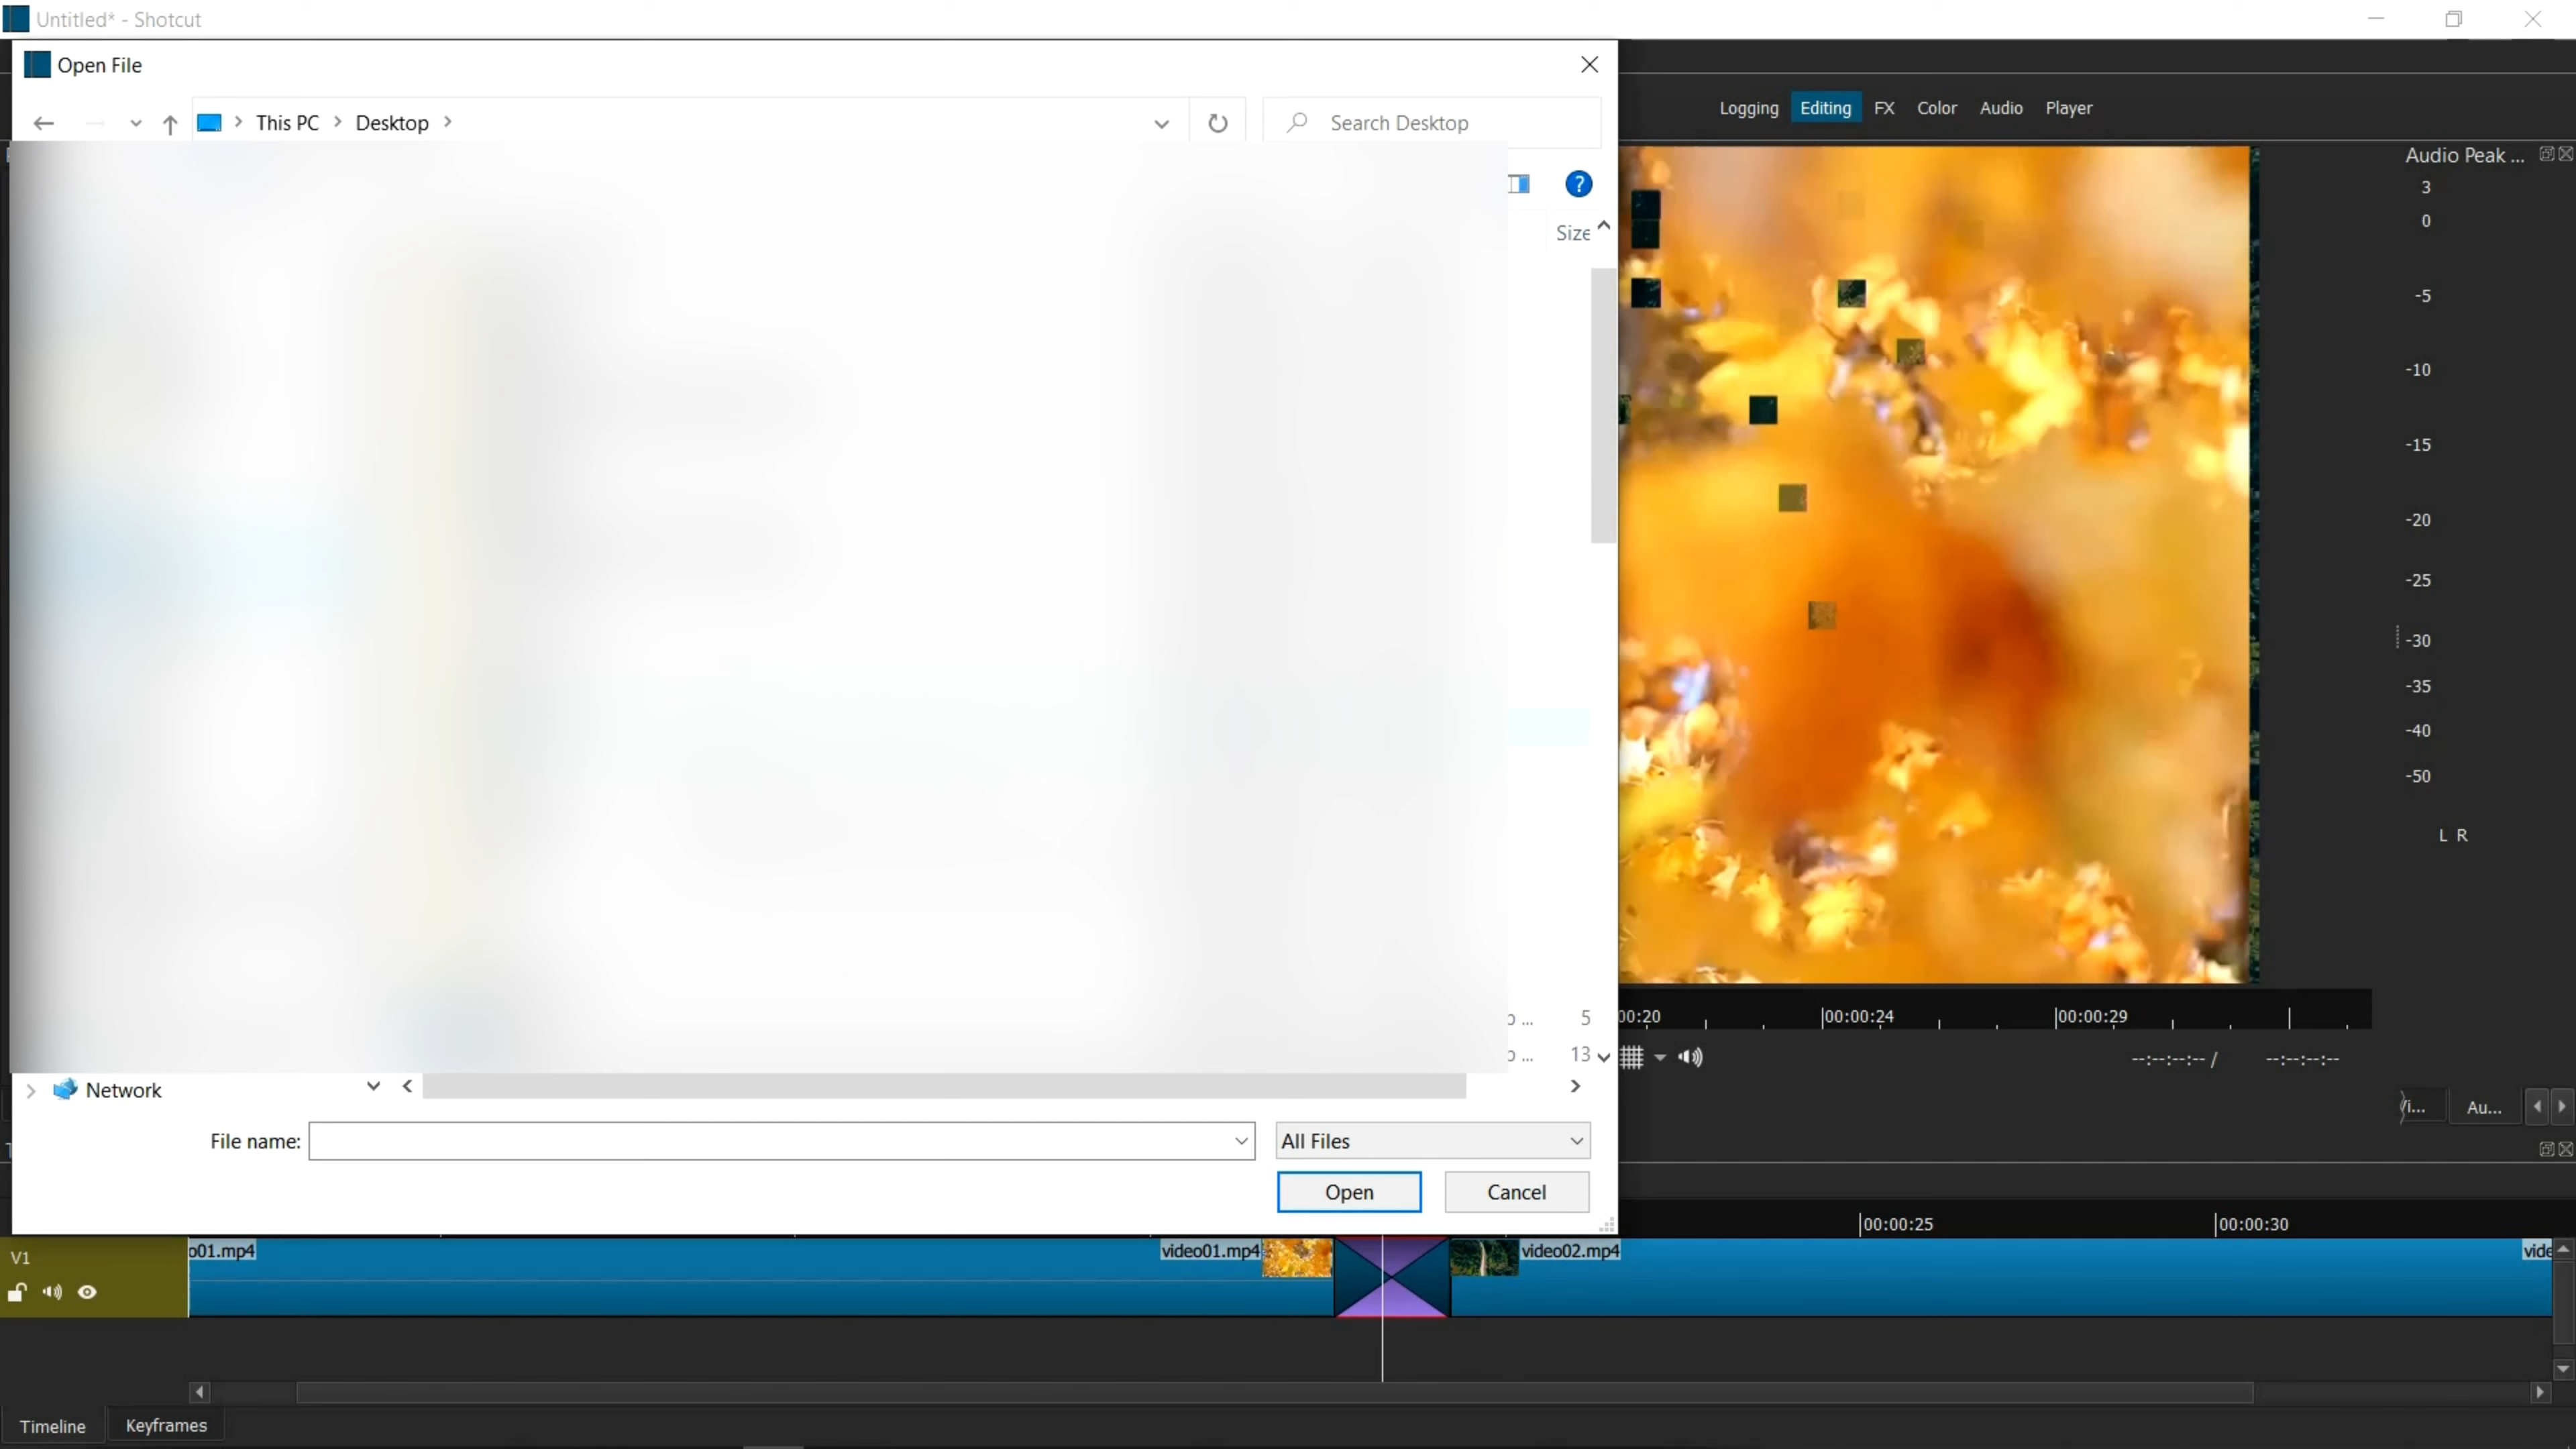 Untitled* - Shotcut
Open File
This PC
Desktop
Search Desktop
Logging
Editing
FX
Color
Audio
Player
Audio Peak ...
3
0
-5
-10
-15
-20
-25
-30
-35
-40
-50
L R
Size
5
13
Network
File name:
All Files
Open
Cancel
00:20
00:00:24
00:00:29
--:--:--:-- /
--:--:--:--
Au...
00:00:25
00:00:30
V1
o01.mp4
video01.mp4
video02.mp4
vide
Timeline
Keyframes